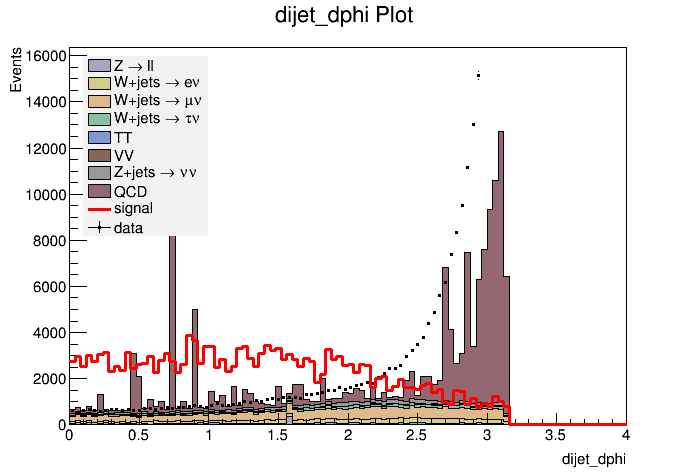 dijet_dphi Plot
Events
16000
14000
12000
10000
8000
6000
4000
2000
0
Z → ll
W+jets → eν
W+jets → μν
W+jets → τν
TT
VV
Z+jets → νν
QCD
signal
data
0 0.5 1 1.5 2 2.5 3 3.5 4
dijet_dphi